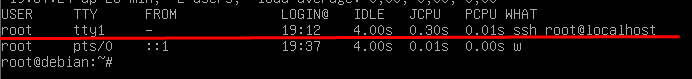 USER TTY FROM LOGIN@ IDLE JCPU PCPU WHAT
root tty1 - 19:12 4.00s 0.30s 0.01s ssh root@localhost
root pts/0 ::1 19:37 4.00s 0.01s 0.00s w
root@debian:~#